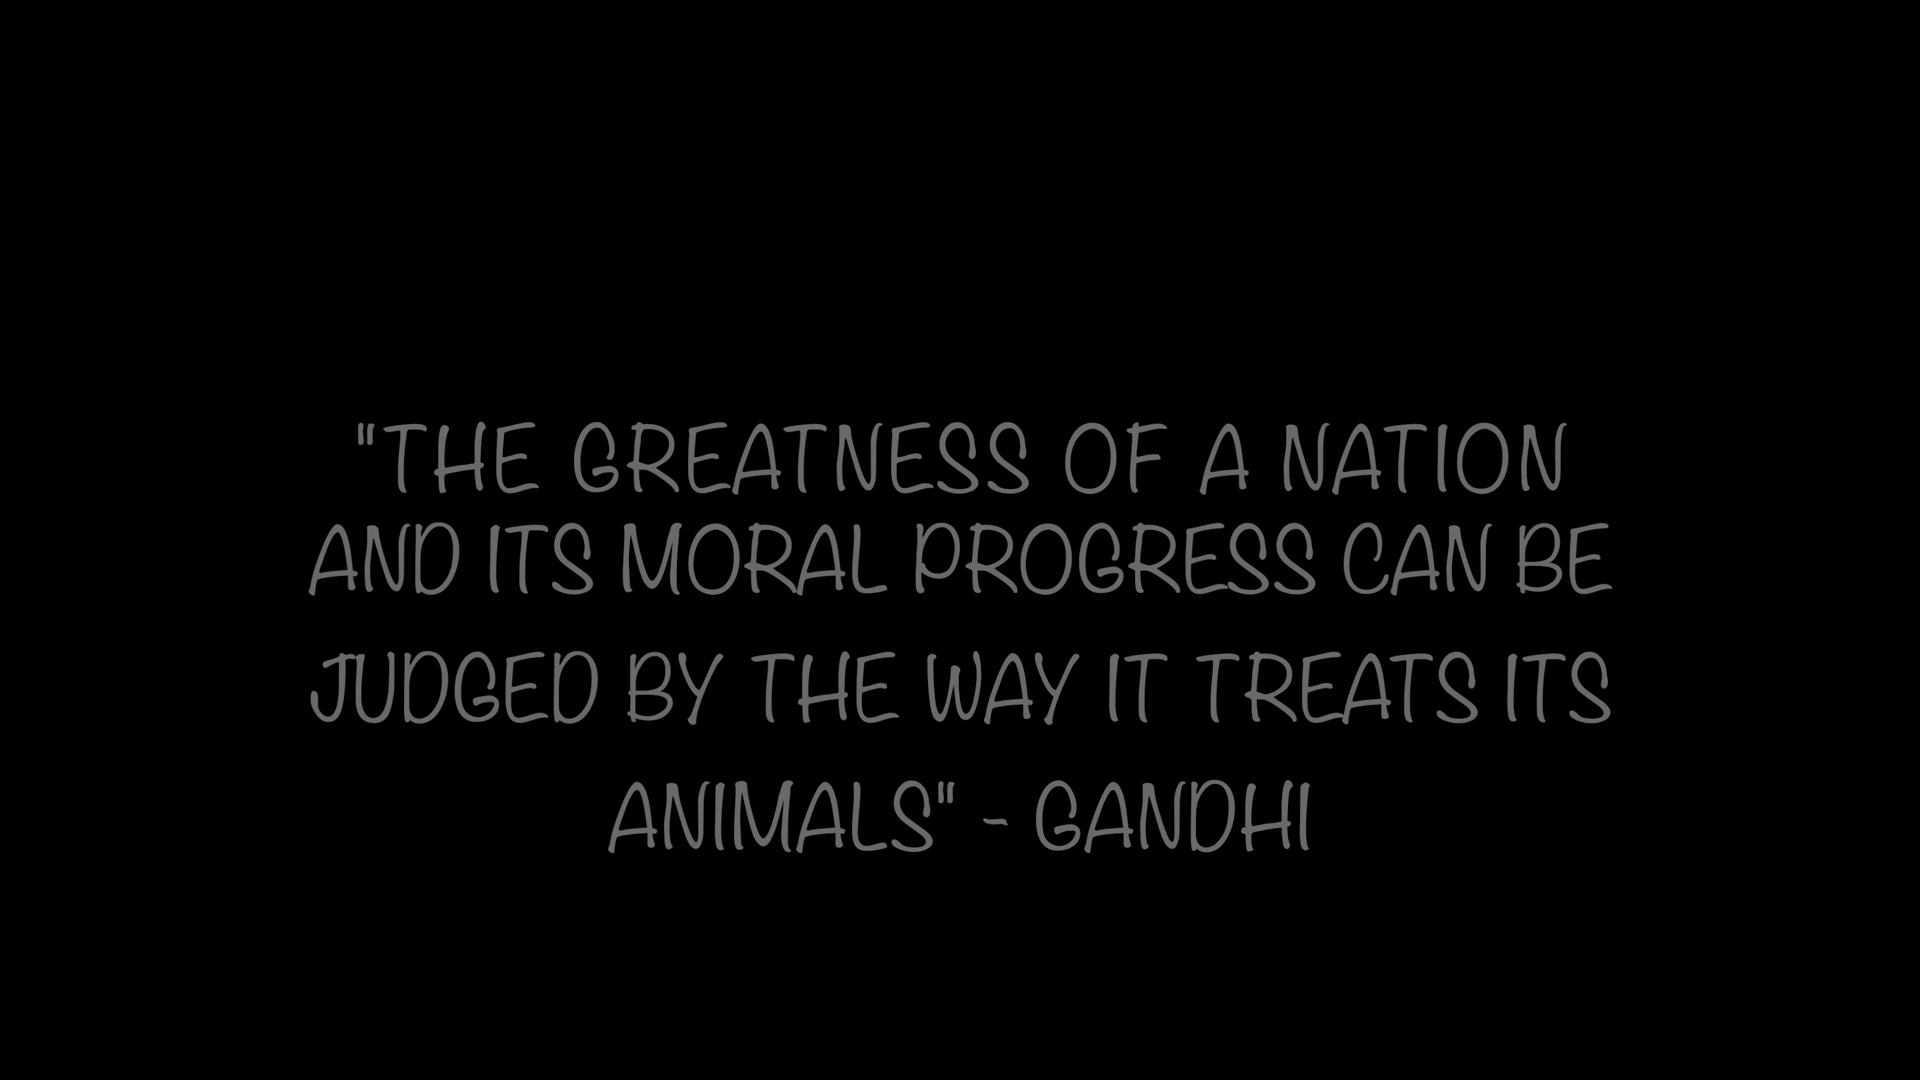 "THE GREATNESS OF A NATION
AND ITS MORAL PROGRESS CAN BE
JUDGED BY THE WAY IT TREATS ITS
ANIMALS" - GANDHI